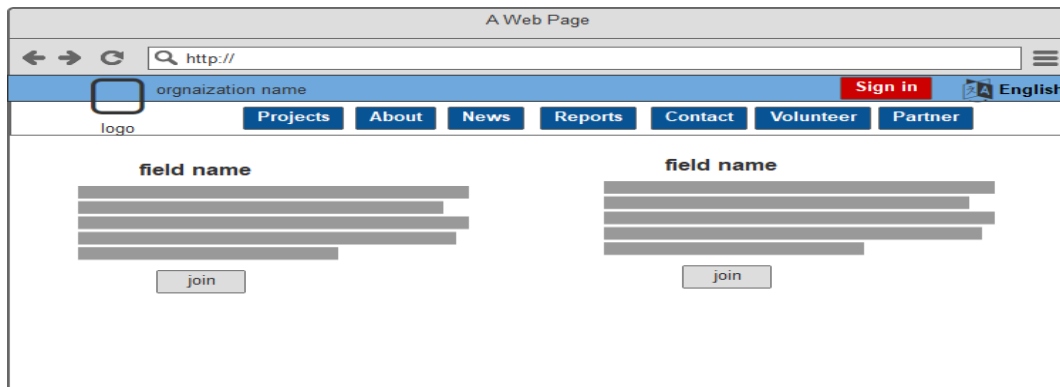 A Web Page
http://
orgnaization name Sign in English
logo Projects About News Reports Contact Volunteer Partner
field name field name
join join